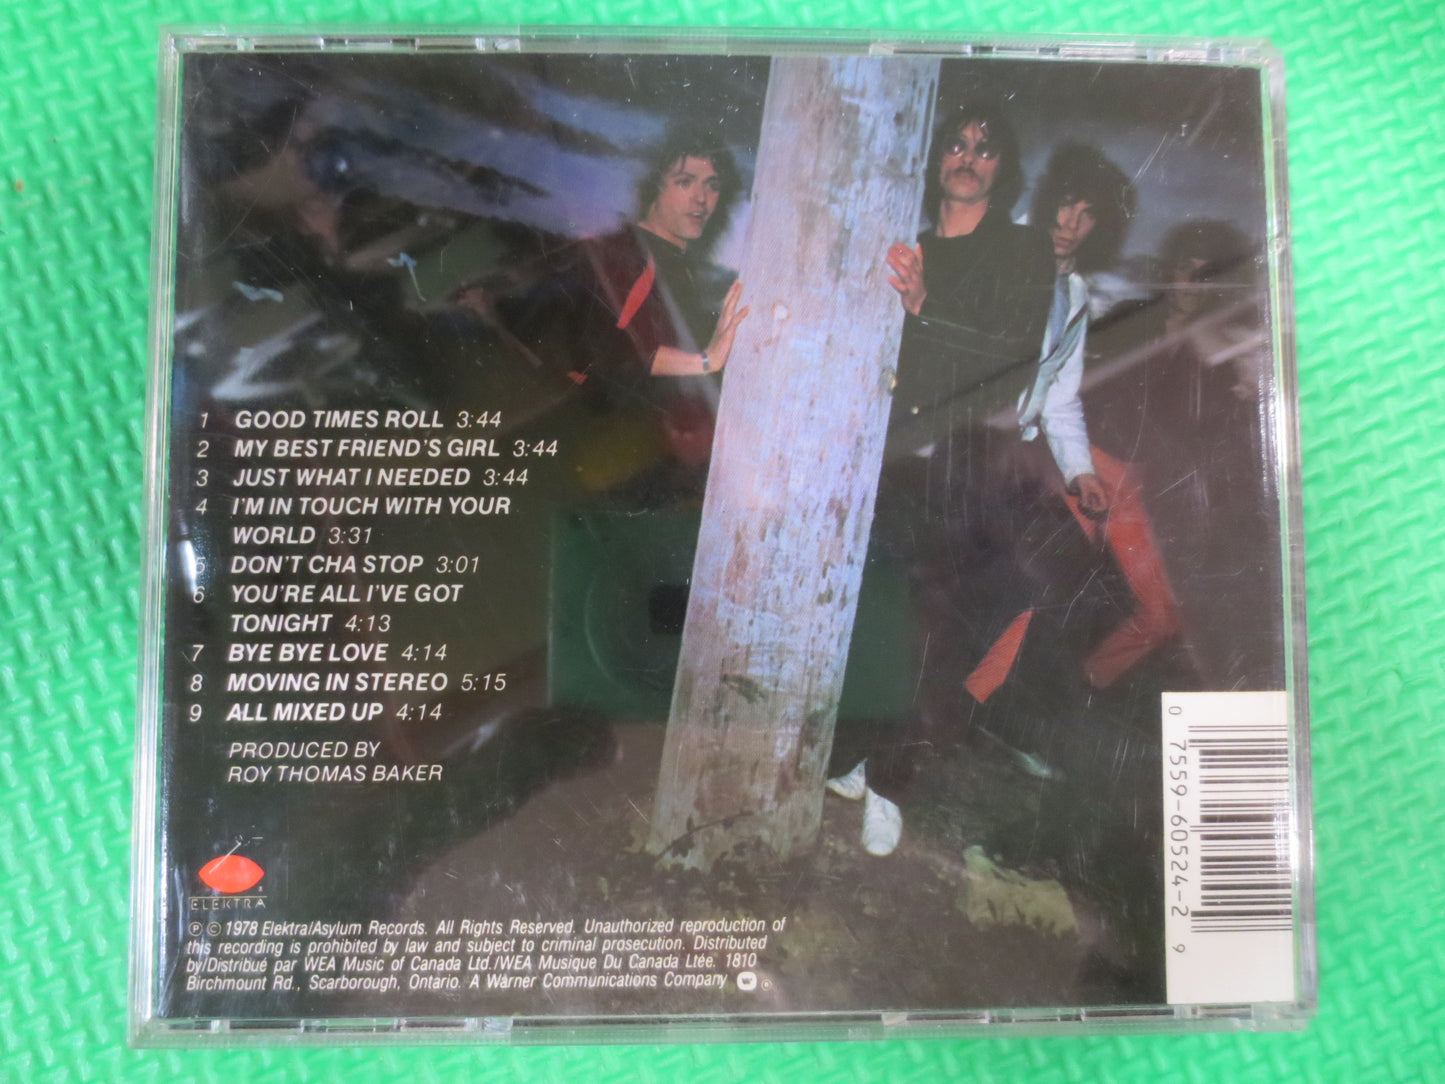 1 GOOD TIMES ROLL 3:44
2 MY BEST FRIEND'S GIRL 3:44
3 JUST WHAT I NEEDED 3:44
4 I'M IN TOUCH WITH YOUR
WORLD 3:31
5 DON'T CHA STOP 3:01
6 YOU'RE ALL I'VE GOT
TONIGHT 4:13
7 BYE BYE LOVE 4:14
8 MOVING IN STEREO 5:15
9 ALL MIXED UP 4:14
PRODUCED BY
ROY THOMAS BAKER
ELEKTRA
℗ © 1978 Elektra/Asylum Records. All Rights Reserved. Unauthorized reproduction of
this recording is prohibited by law and subject to criminal prosecution. Distributed
by/Distribué par WEA Music of Canada Ltd./WEA Musique Du Canada Ltée. 1810
Birchmount Rd., Scarborough, Ontario. A Warner Communications Company
0 7559-60524-2 9